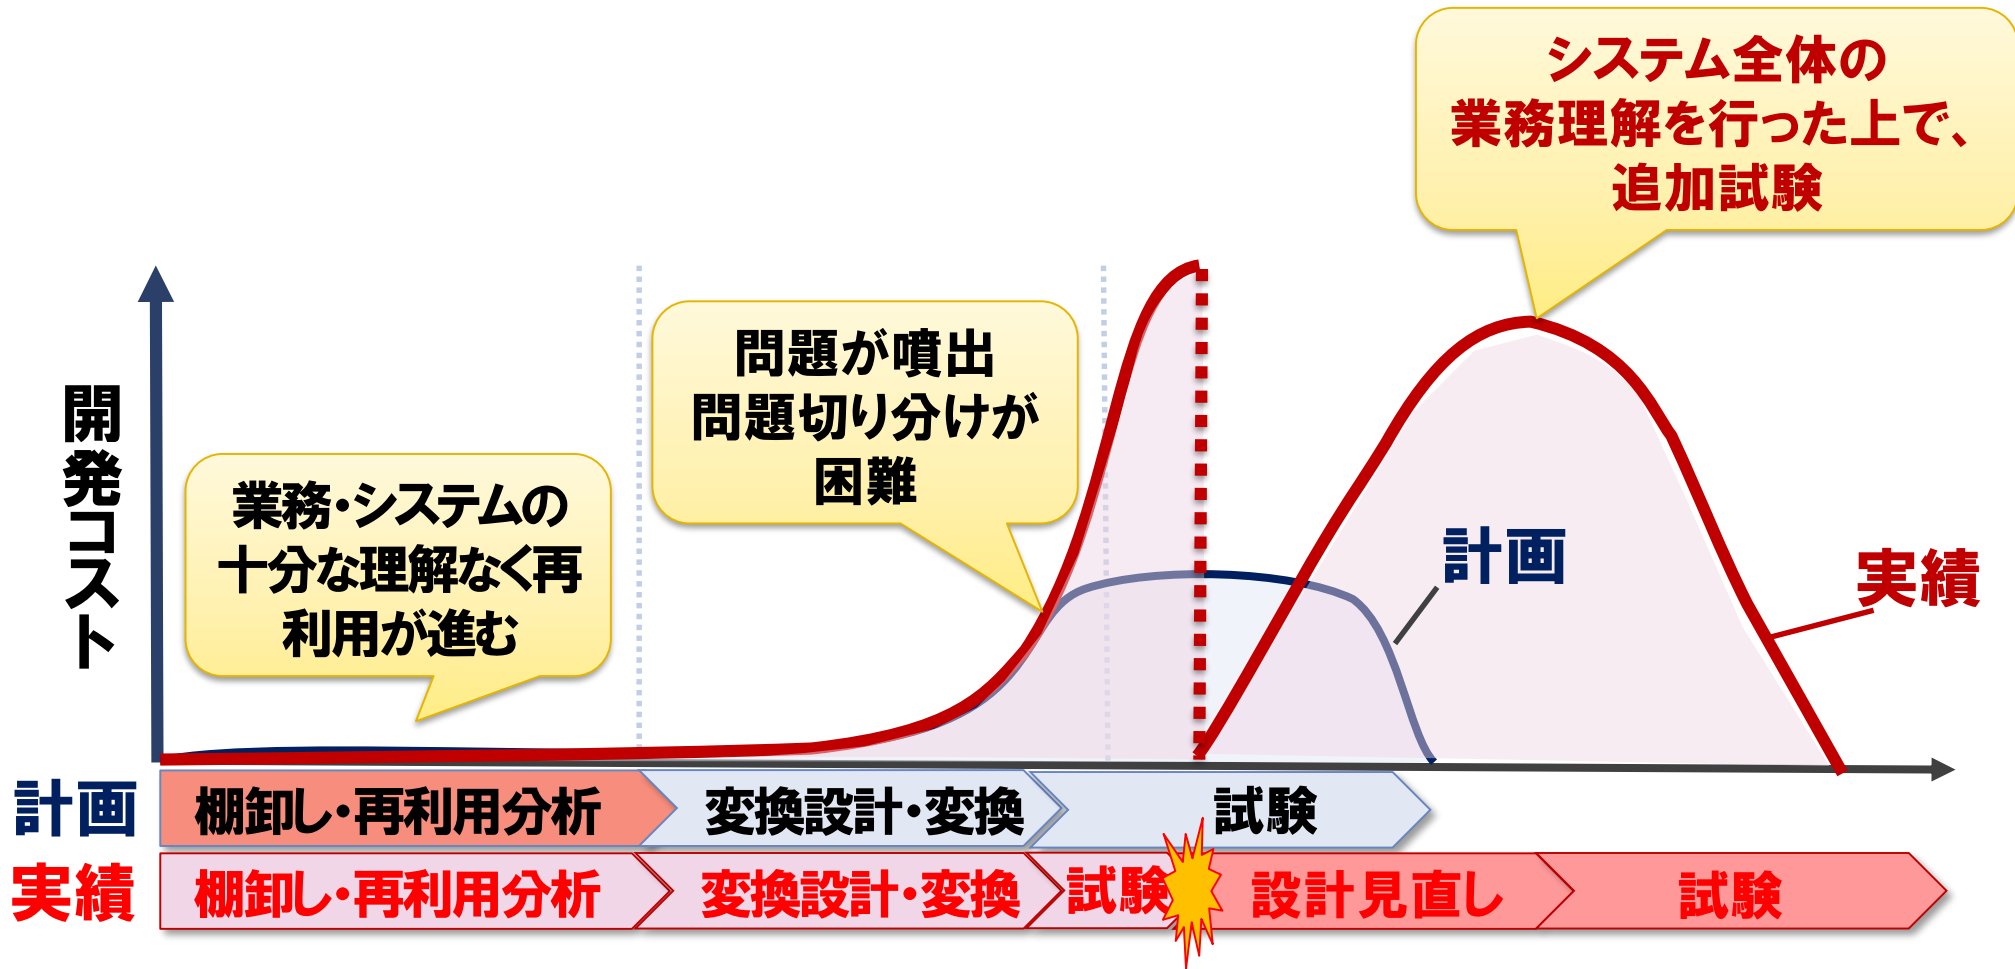 システム全体の
業務理解を行った上で、
追加試験
問題が噴出
問題切り分けが
困難
開発コスト
業務・システムの
十分な理解なく再
利用が進む
計画
実績
計画
棚卸し・再利用分析
変換設計・変換
試験
実績
棚卸し・再利用分析
変換設計・変換
試験
設計見直し
試験